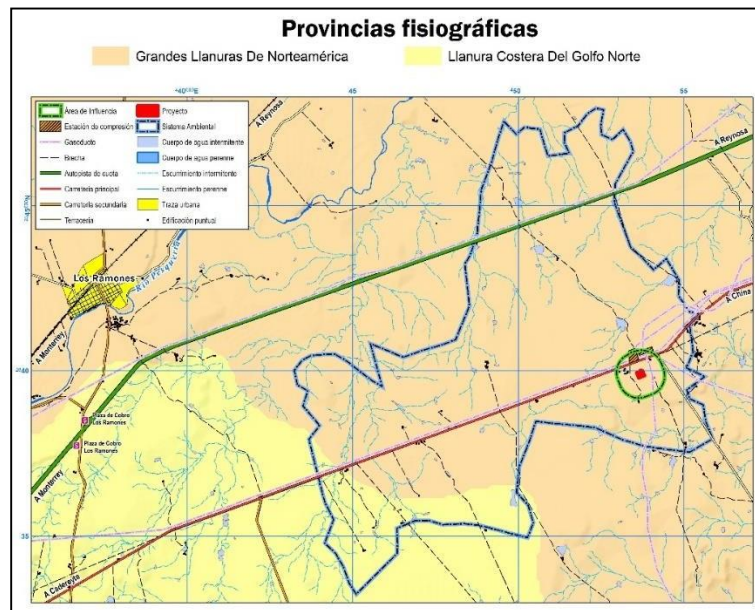 Provincias fisiográficas
Grandes Llanuras De Norteamérica
Llanura Costera Del Golfo Norte
45
50
55
Área de Influencia
Proyecto
Estación de compresión
Sistema Ambiental
Gasoducto
Cuerpo de agua intermitente
Brecha
Cuerpo de agua perenne
Autopista de cuota
Escurrimiento intermitente
Carretera principal
Escurrimiento perenne
Carretera secundaria
Traza urbana
Terracería
Edificación puntual
A Reynosa
A Reynosa
Los Ramones
Río Pesquería
A China
A Monterrey
40
Plaza de Cobro
Los Ramones
Plaza de Cobro
Los Ramones
A Monterrey
35
A Cadereyta